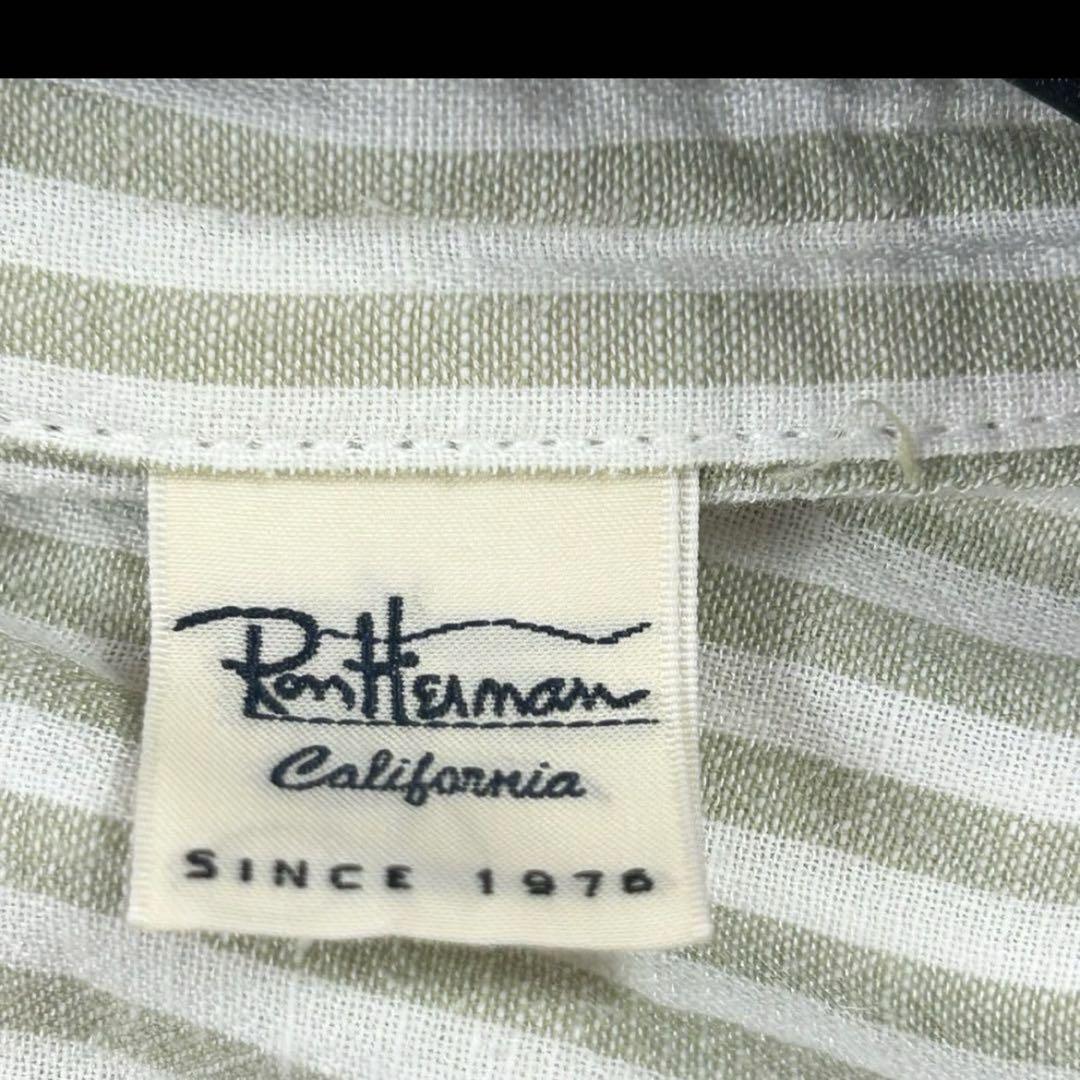 Ron Herman
California
SINCE 1976